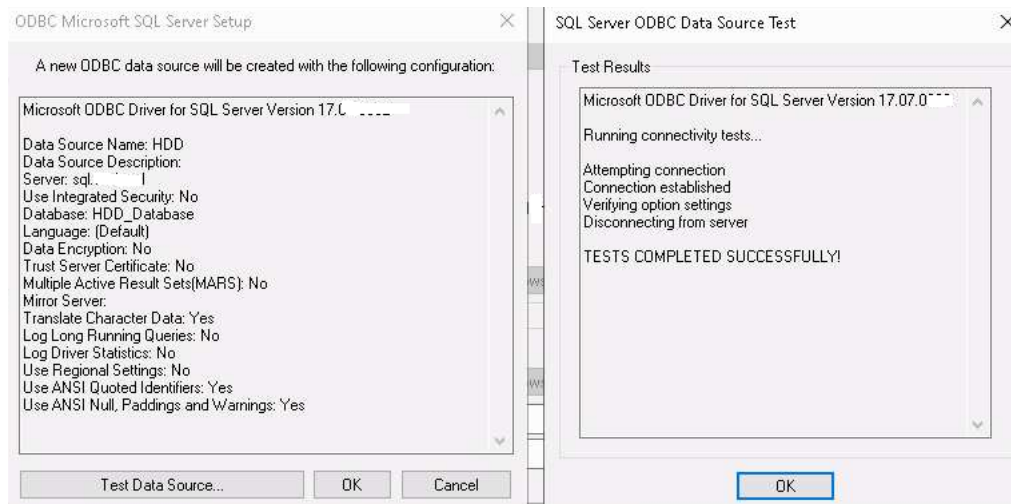 ODBC Microsoft SQL Server Setup
A new ODBC data source will be created with the following configuration:
Microsoft ODBC Driver for SQL Server Version
Data Source Name: HDD
Data Source Description:
Server:
Use Integrated Security: No
Database: HDD_Database
Language: (Default)
Data Encryption: No
Trust Server Certificate: No
Multiple Active Result Sets(MARS): No
Mirror Server:
Translate Character Data: Yes
Log Long Running Queries: No
Log Driver Statistics: No
Use Regional Settings: No
Use ANSI Quoted Identifiers: Yes
Use ANSI Null, Paddings and Warnings: Yes
Test Data Source...
OK
Cancel
SQL Server ODBC Data Source Test
Test Results
Microsoft ODBC Driver for SQL Server Version
Running connectivity tests...
Attempting connection
Connection established
Verifying option settings
Disconnecting from server
TESTS COMPLETED SUCCESSFULLY!
OK